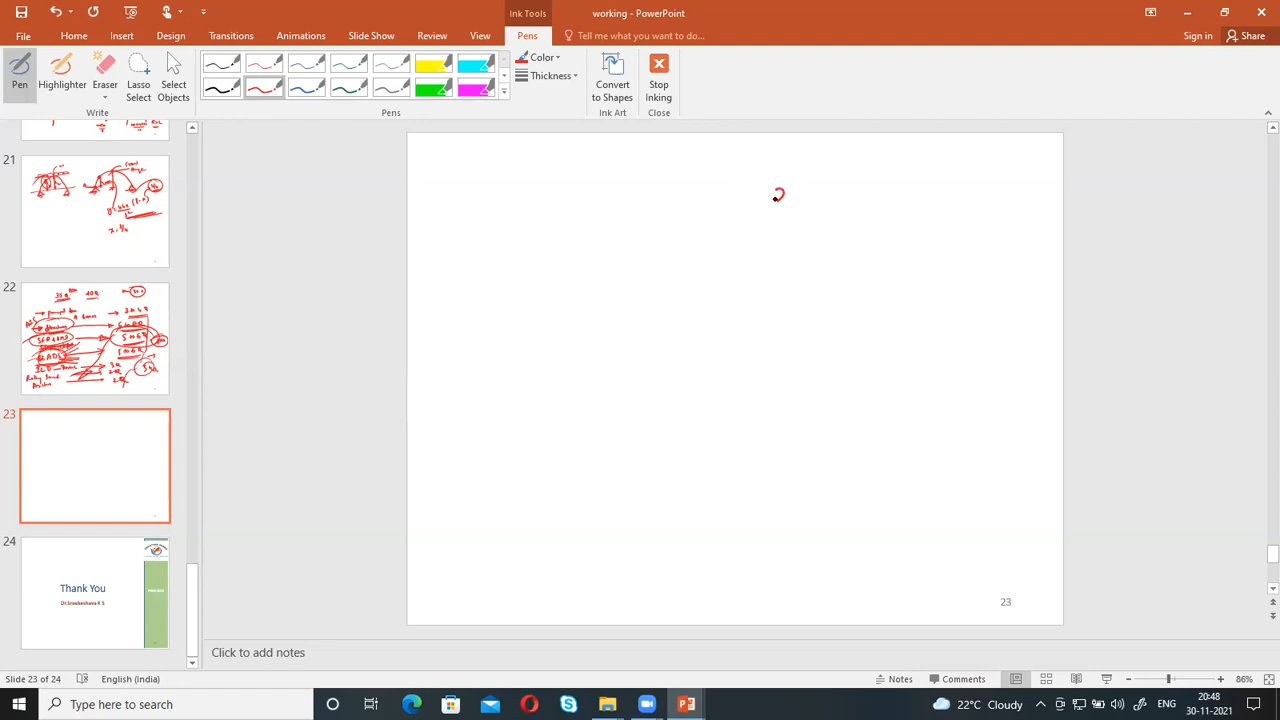 Ink Tools
working - PowerPoint
File Home Insert Design Transitions Animations Slide Show Review View Pens Tell me what you want to do... Sign in Share
Pen Highlighter Eraser Lasso Select Select Objects
Color
Thickness
Convert to Shapes
Stop Inking
Write Pens Ink Art Close
21
22
23
24
Thank You
Dr.Sreekeshava K S
2
23
Click to add notes
Slide 23 of 24 English (India) Notes Comments 86%
Type here to search
22°C Cloudy ENG 20:48
30-11-2021